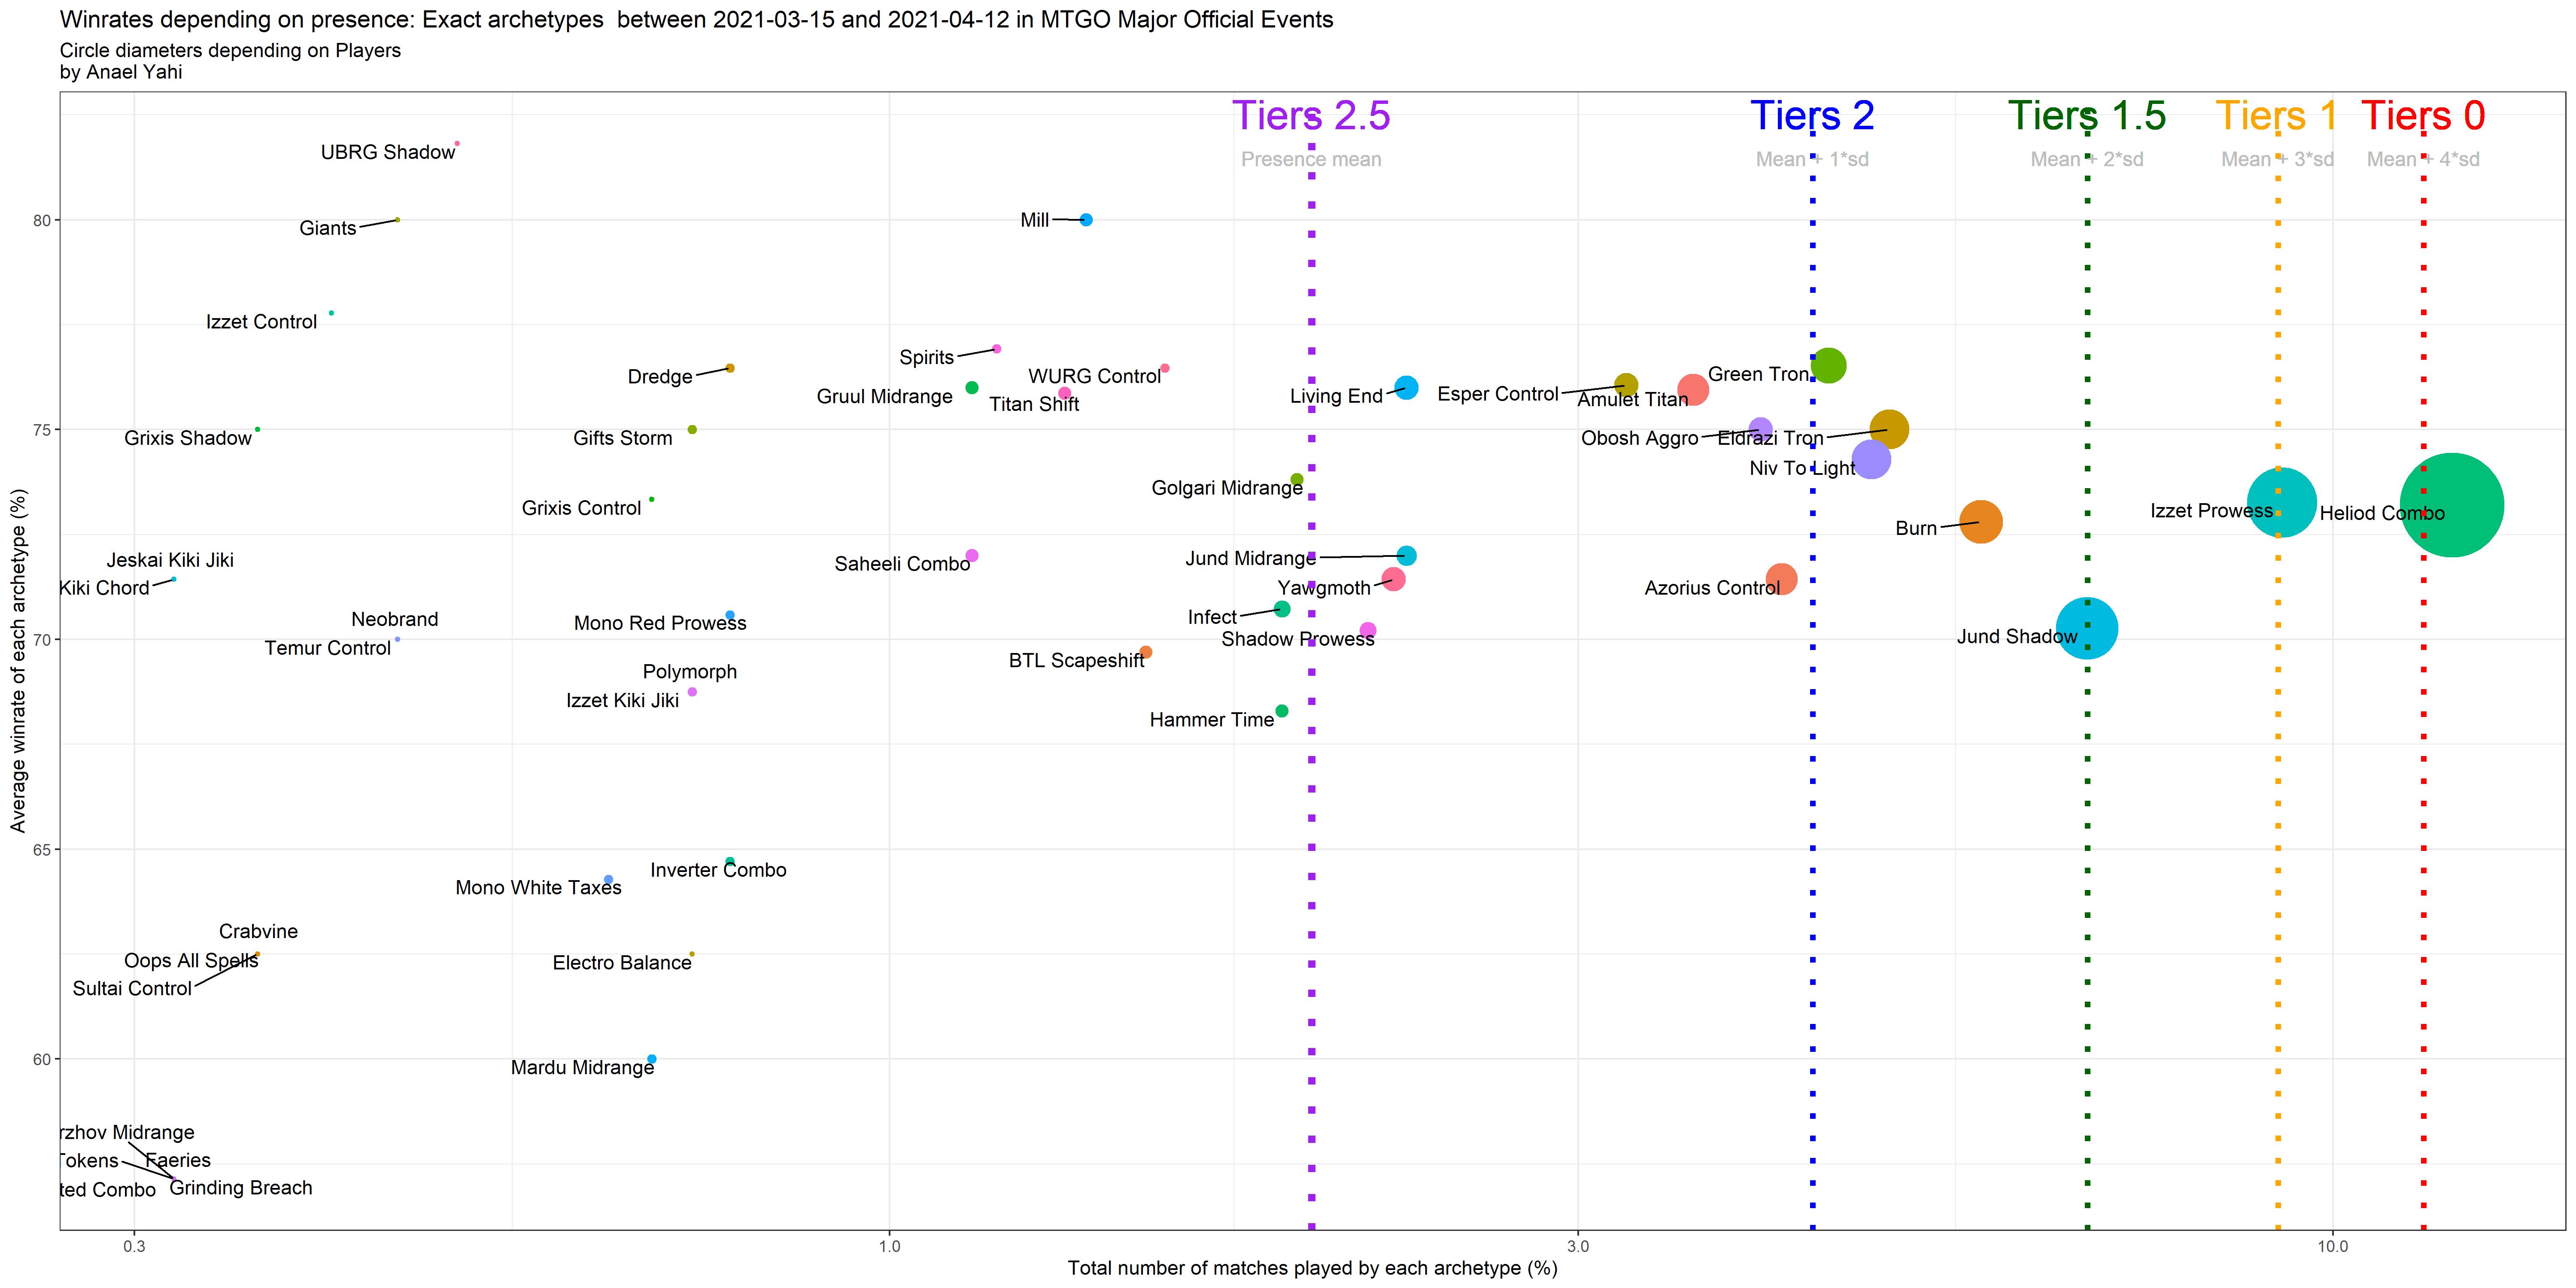 Winrates depending on presence: Exact archetypes  between 2021-03-15 and 2021-04-12 in MTGO Major Official Events
Circle diameters depending on Players
by Anael Yahi
Tiers 2.5
Tiers 2
Tiers 1.5
Tiers 1
Tiers 0
Presence mean
Mean + 1*sd
Mean + 2*sd
Mean + 3*sd
Mean + 4*sd
UBRG Shadow
80
Giants
Mill
Izzet Control
Spirits
Dredge
WURG Control
Green Tron
Gruul Midrange
Titan Shift
Living End
Esper Control
Amulet Titan
75
Grixis Shadow
Gifts Storm
Obosh Aggro
Eldrazi Tron
Niv To Light
Golgari Midrange
Grixis Control
Izzet Prowess
Heliod Combo
Burn
Jeskai Kiki Jiki
Saheeli Combo
Jund Midrange
Kiki Chord
Yawgmoth
Azorius Control
Neobrand
Mono Red Prowess
Infect
70
Temur Control
Shadow Prowess
Jund Shadow
BTL Scapeshift
Polymorph
Izzet Kiki Jiki
Hammer Time
65
Inverter Combo
Mono White Taxes
Crabvine
Oops All Spells
Electro Balance
Sultai Control
60
Mardu Midrange
rzhov Midrange
Tokens
Faeries
ted Combo
Grinding Breach
Average winrate of each archetype (%)
0.3
1.0
3.0
10.0
Total number of matches played by each archetype (%)